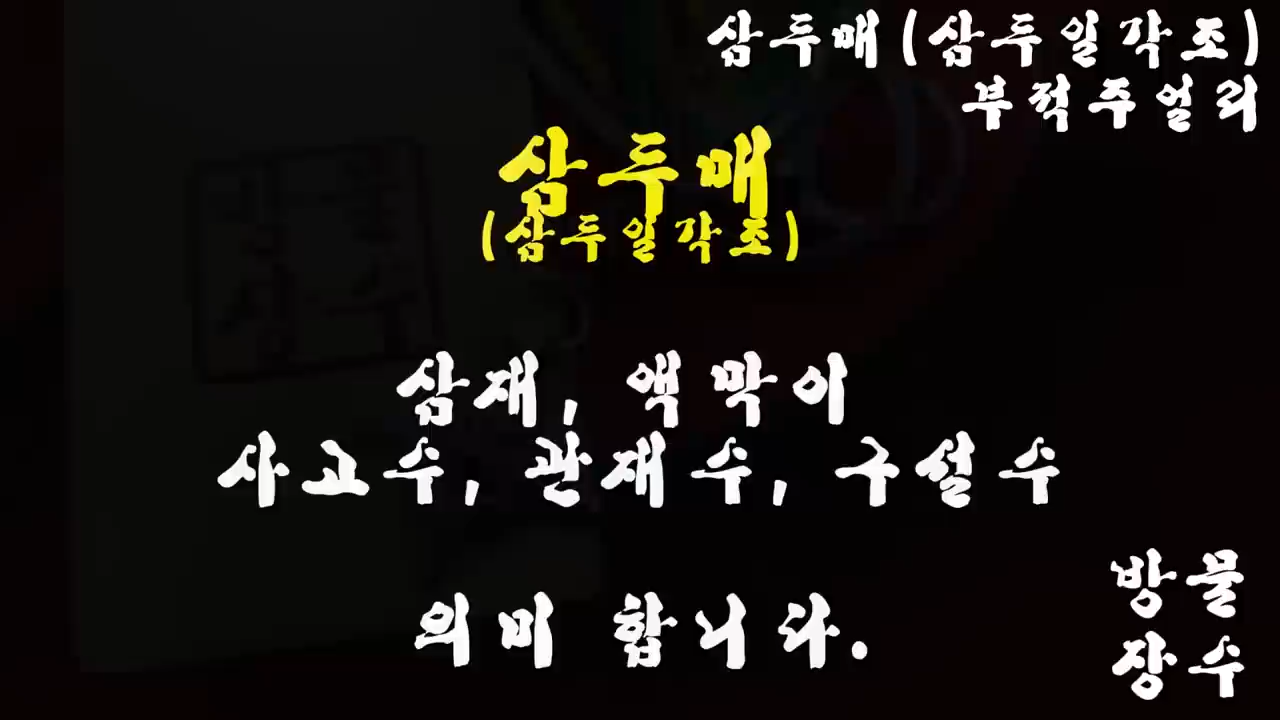 삼두매(삼두일각조)
부적주얼리
삼두매
(삼두일각조)
삼재, 액막이
사고수, 관재수, 구설수
의미 합니다.
방물
장수